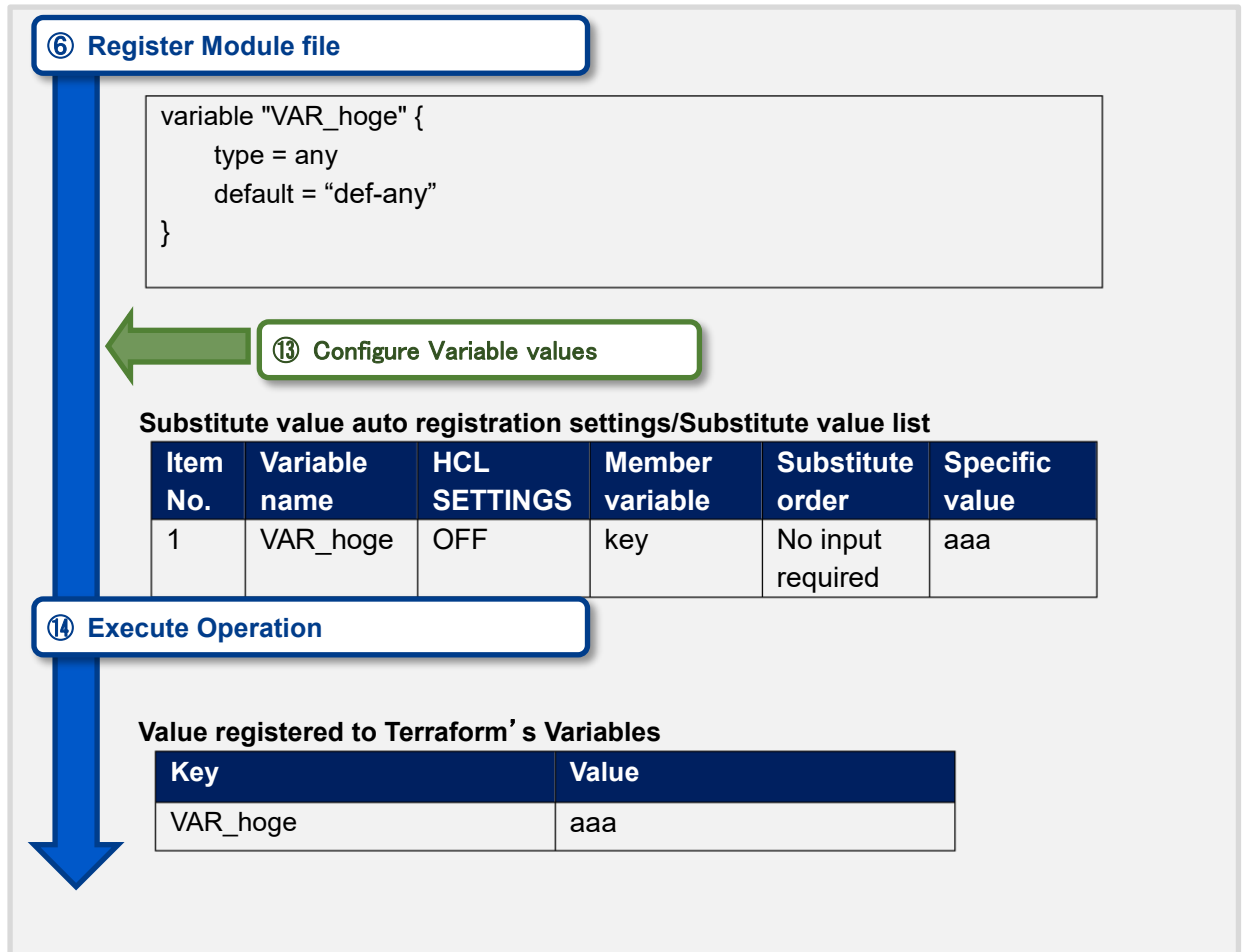 ⑥ Register Module file
variable "VAR_hoge" {
type = any
default = “def-any”
}
⑬ Configure Variable values
Substitute value auto registration settings/Substitute value list
Item No. Variable name HCL SETTINGS Member variable Substitute order Specific value
1 VAR_hoge OFF key No input required aaa
⑭ Execute Operation
Value registered to Terraform’s Variables
Key Value
VAR_hoge aaa